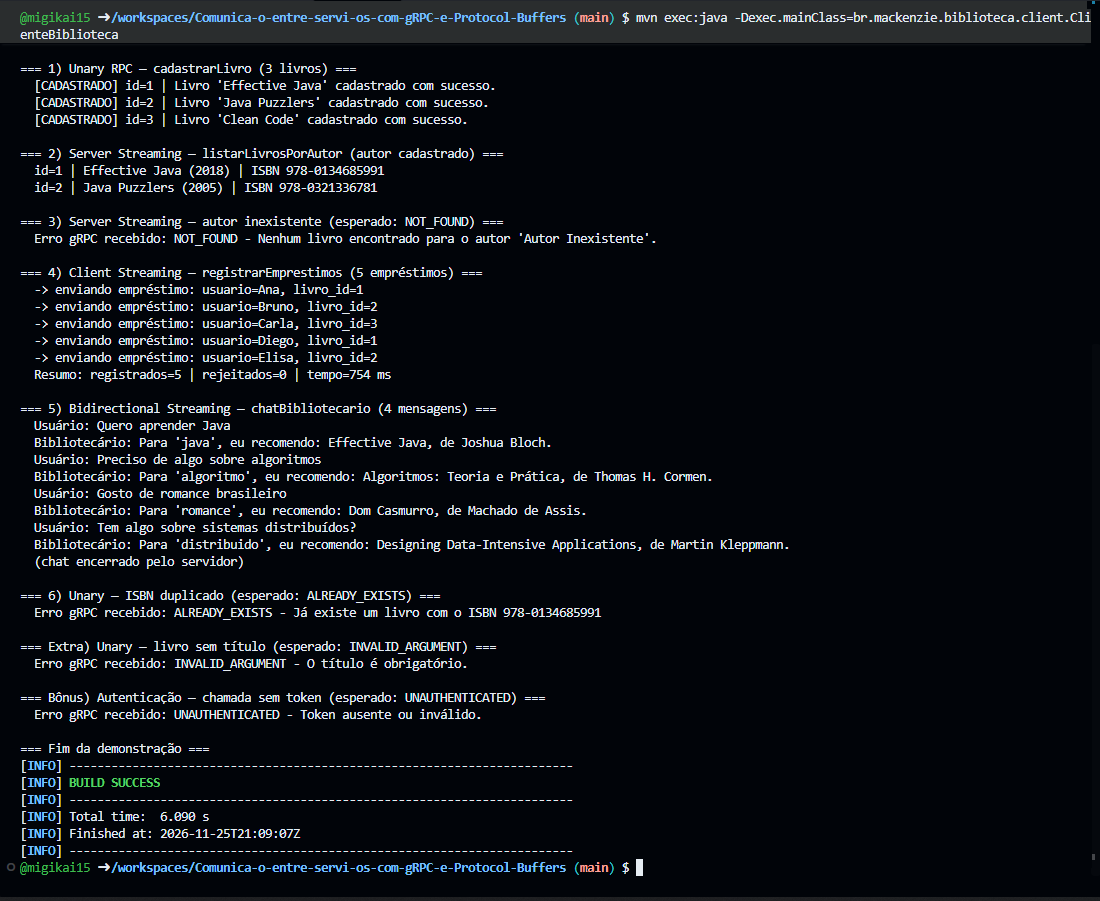 @migikai15 ➜/workspaces/Comunica-o-entre-servi-os-com-gRPC-e-Protocol-Buffers (main) $ mvn exec:java -Dexec.mainClass=br.mackenzie.biblioteca.client.Cli
enteBiblioteca
=== 1) Unary RPC — cadastrarLivro (3 livros) ===
[CADASTRADO] id=1 | Livro 'Effective Java' cadastrado com sucesso.
[CADASTRADO] id=2 | Livro 'Java Puzzlers' cadastrado com sucesso.
[CADASTRADO] id=3 | Livro 'Clean Code' cadastrado com sucesso.
=== 2) Server Streaming — listarLivrosPorAutor (autor cadastrado) ===
id=1 | Effective Java (2018) | ISBN 978-0134685991
id=2 | Java Puzzlers (2005) | ISBN 978-0321336781
=== 3) Server Streaming — autor inexistente (esperado: NOT_FOUND) ===
Erro gRPC recebido: NOT_FOUND - Nenhum livro encontrado para o autor 'Autor Inexistente'.
=== 4) Client Streaming — registrarEmprestimos (5 empréstimos) ===
-> enviando empréstimo: usuario=Ana, livro_id=1
-> enviando empréstimo: usuario=Bruno, livro_id=2
-> enviando empréstimo: usuario=Carla, livro_id=3
-> enviando empréstimo: usuario=Diego, livro_id=1
-> enviando empréstimo: usuario=Elisa, livro_id=2
Resumo: registrados=5 | rejeitados=0 | tempo=754 ms
=== 5) Bidirectional Streaming — chatBibliotecario (4 mensagens) ===
Usuário: Quero aprender Java
Bibliotecário: Para 'java', eu recomendo: Effective Java, de Joshua Bloch.
Usuário: Preciso de algo sobre algoritmos
Bibliotecário: Para 'algoritmo', eu recomendo: Algoritmos: Teoria e Prática, de Thomas H. Cormen.
Usuário: Gosto de romance brasileiro
Bibliotecário: Para 'romance', eu recomendo: Dom Casmurro, de Machado de Assis.
Usuário: Tem algo sobre sistemas distribuídos?
Bibliotecário: Para 'distribuido', eu recomendo: Designing Data-Intensive Applications, de Martin Kleppmann.
(chat encerrado pelo servidor)
=== 6) Unary — ISBN duplicado (esperado: ALREADY_EXISTS) ===
Erro gRPC recebido: ALREADY_EXISTS - Já existe um livro com o ISBN 978-0134685991
=== Extra) Unary — livro sem título (esperado: INVALID_ARGUMENT) ===
Erro gRPC recebido: INVALID_ARGUMENT - O título é obrigatório.
=== Bônus) Autenticação — chamada sem token (esperado: UNAUTHENTICATED) ===
Erro gRPC recebido: UNAUTHENTICATED - Token ausente ou inválido.
=== Fim da demonstração ===
[INFO] ------------------------------------------------------------------------
[INFO] BUILD SUCCESS
[INFO] ------------------------------------------------------------------------
[INFO] Total time:  6.090 s
[INFO] Finished at: 2026-11-25T21:09:07Z
[INFO] ------------------------------------------------------------------------
@migikai15 ➜/workspaces/Comunica-o-entre-servi-os-com-gRPC-e-Protocol-Buffers (main) $